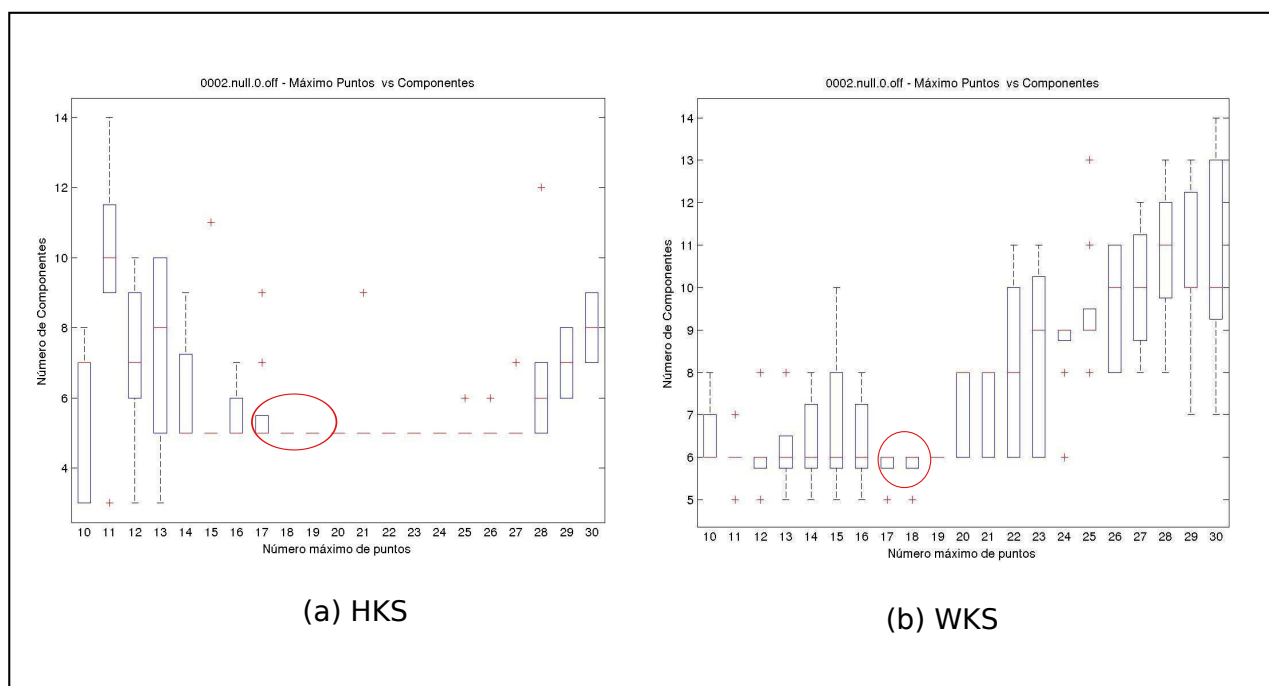 0002.null.0.off - Máximo Puntos vs Componentes
Número de Componentes
14
12
10
8
6
4
10 11 12 13 14 15 16 17 18 19 20 21 22 23 24 25 26 27 28 29 30
Número máximo de puntos
(a) HKS
0002.null.0.off - Máximo Puntos vs Componentes
Número de Componentes
14
13
12
11
10
9
8
7
6
5
10 11 12 13 14 15 16 17 18 19 20 21 22 23 24 25 26 27 28 29 30
Número máximo de puntos
(b) WKS